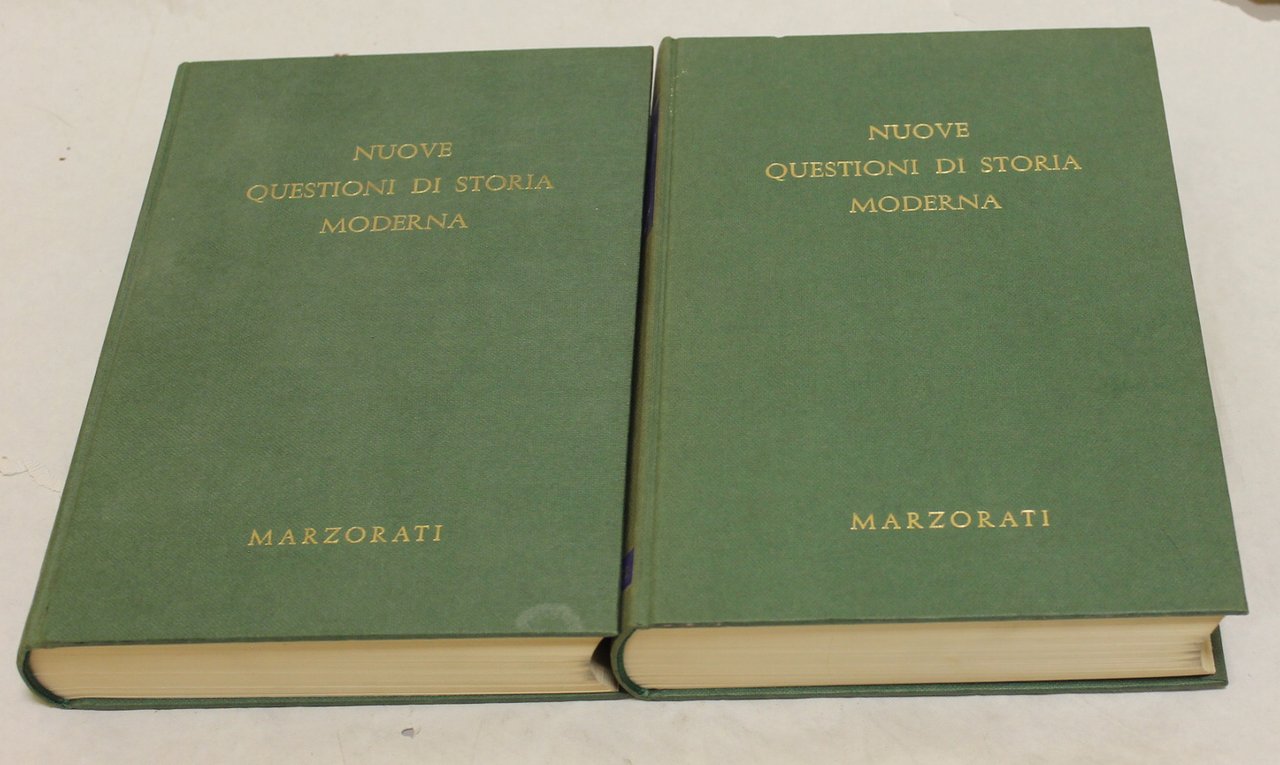 NUOVE
QUESTIONI DI STORIA
MODERNA
MARZORATI
NUOVE
QUESTIONI DI STORIA
MODERNA
MARZORATI